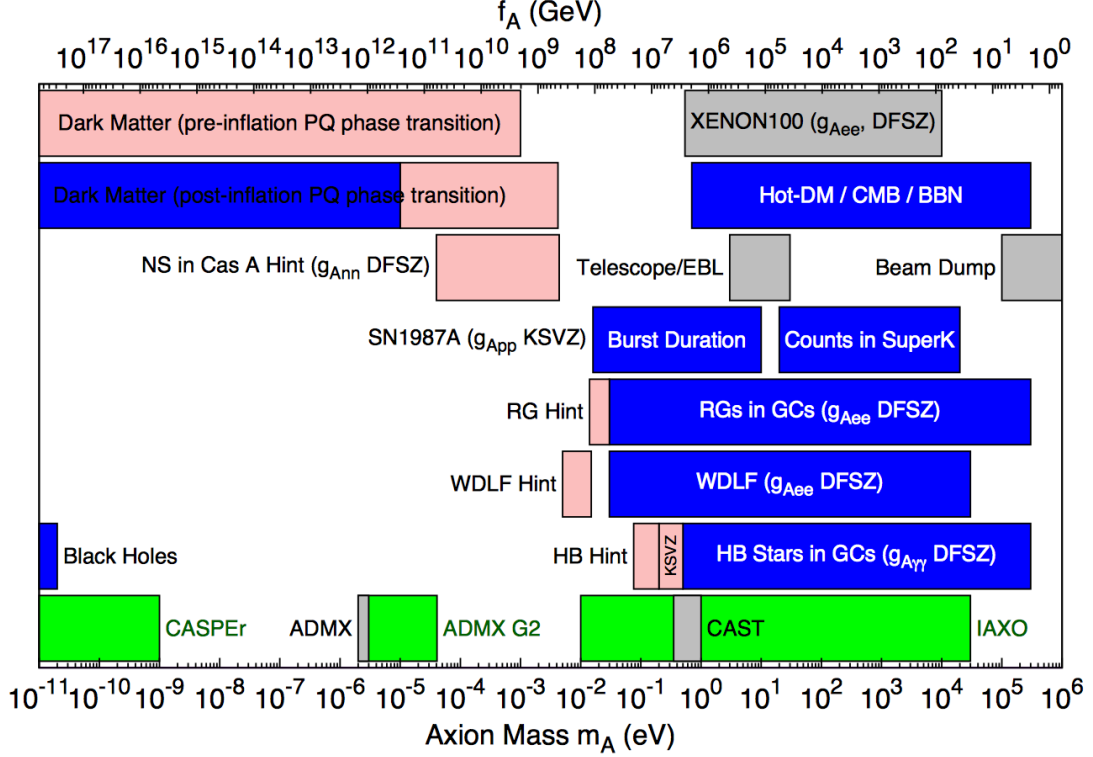 f_A (GeV)
10^17 10^16 10^15 10^14 10^13 10^12 10^11 10^10 10^9 10^8 10^7 10^6 10^5 10^4 10^3 10^2 10^1 10^0
Dark Matter (pre-inflation PQ phase transition)
XENON100 (g_Aee, DFSZ)
Dark Matter (post-inflation PQ phase transition)
Hot-DM / CMB / BBN
NS in Cas A Hint (g_Ann DFSZ)
Telescope/EBL
Beam Dump
SN1987A (g_App KSVZ)
Burst Duration
Counts in SuperK
RG Hint
RGs in GCs (g_Aee DFSZ)
WDLF Hint
WDLF (g_Aee DFSZ)
Black Holes
HB Hint
KSVZ
HB Stars in GCs (g_Aγγ DFSZ)
CASPEr
ADMX
ADMX G2
CAST
IAXO
10^-11 10^-10 10^-9 10^-8 10^-7 10^-6 10^-5 10^-4 10^-3 10^-2 10^-1 10^0 10^1 10^2 10^3 10^4 10^5 10^6
Axion Mass m_A (eV)